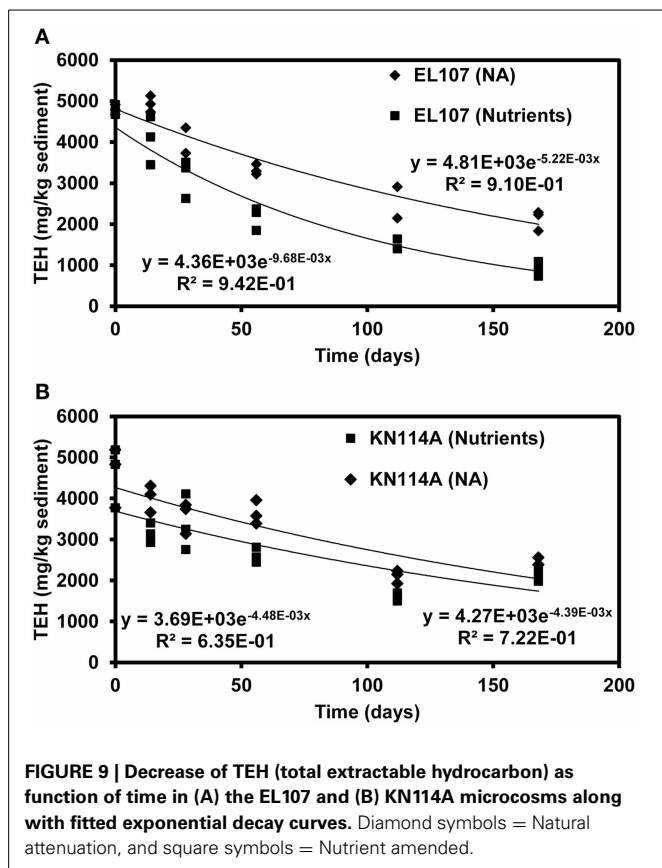 A
6000
5000
4000
3000
2000
1000
0
TEH (mg/kg sediment)
EL107 (NA)
EL107 (Nutrients)
y = 4.81E+03e^-5.22E-03x
R² = 9.10E-01
y = 4.36E+03e^-9.68E-03x
R² = 9.42E-01
0 50 100 150 200
Time (days)
B
6000
5000
4000
3000
2000
1000
0
TEH (mg/kg sediment)
KN114A (Nutrients)
KN114A (NA)
y = 3.69E+03e^-4.48E-03x
R² = 6.35E-01
y = 4.27E+03e^-4.39E-03x
R² = 7.22E-01
0 50 100 150 200
Time (days)
FIGURE 9 | Decrease of TEH (total extractable hydrocarbon) as
function of time in (A) the EL107 and (B) KN114A microcosms along
with fitted exponential decay curves. Diamond symbols = Natural
attenuation, and square symbols = Nutrient amended.